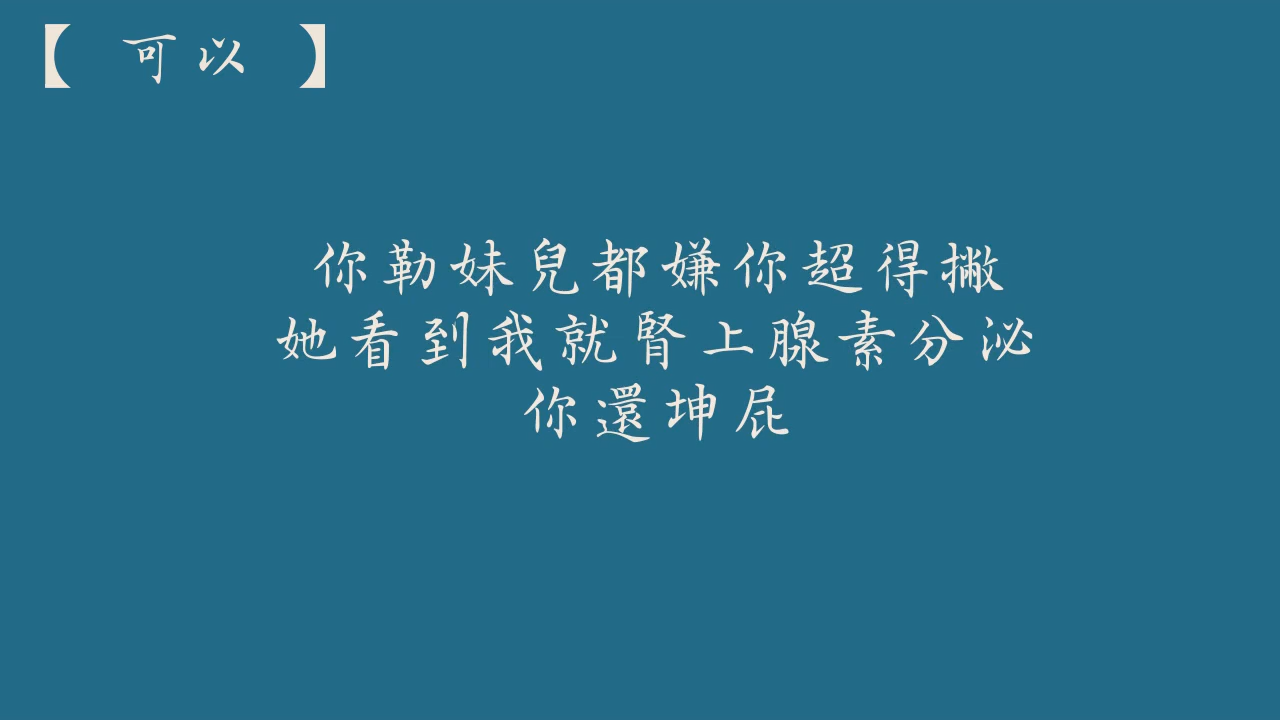 【 可以 】
你勒妹兒都嫌你超得撇
她看到我就腎上腺素分泌
你還坤屁